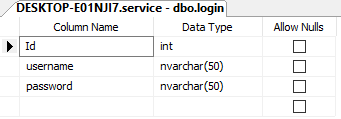 DESKTOP-E01NJI7.service - dbo.login
Column Name Data Type Allow Nulls
Id int
username nvarchar(50)
password nvarchar(50)